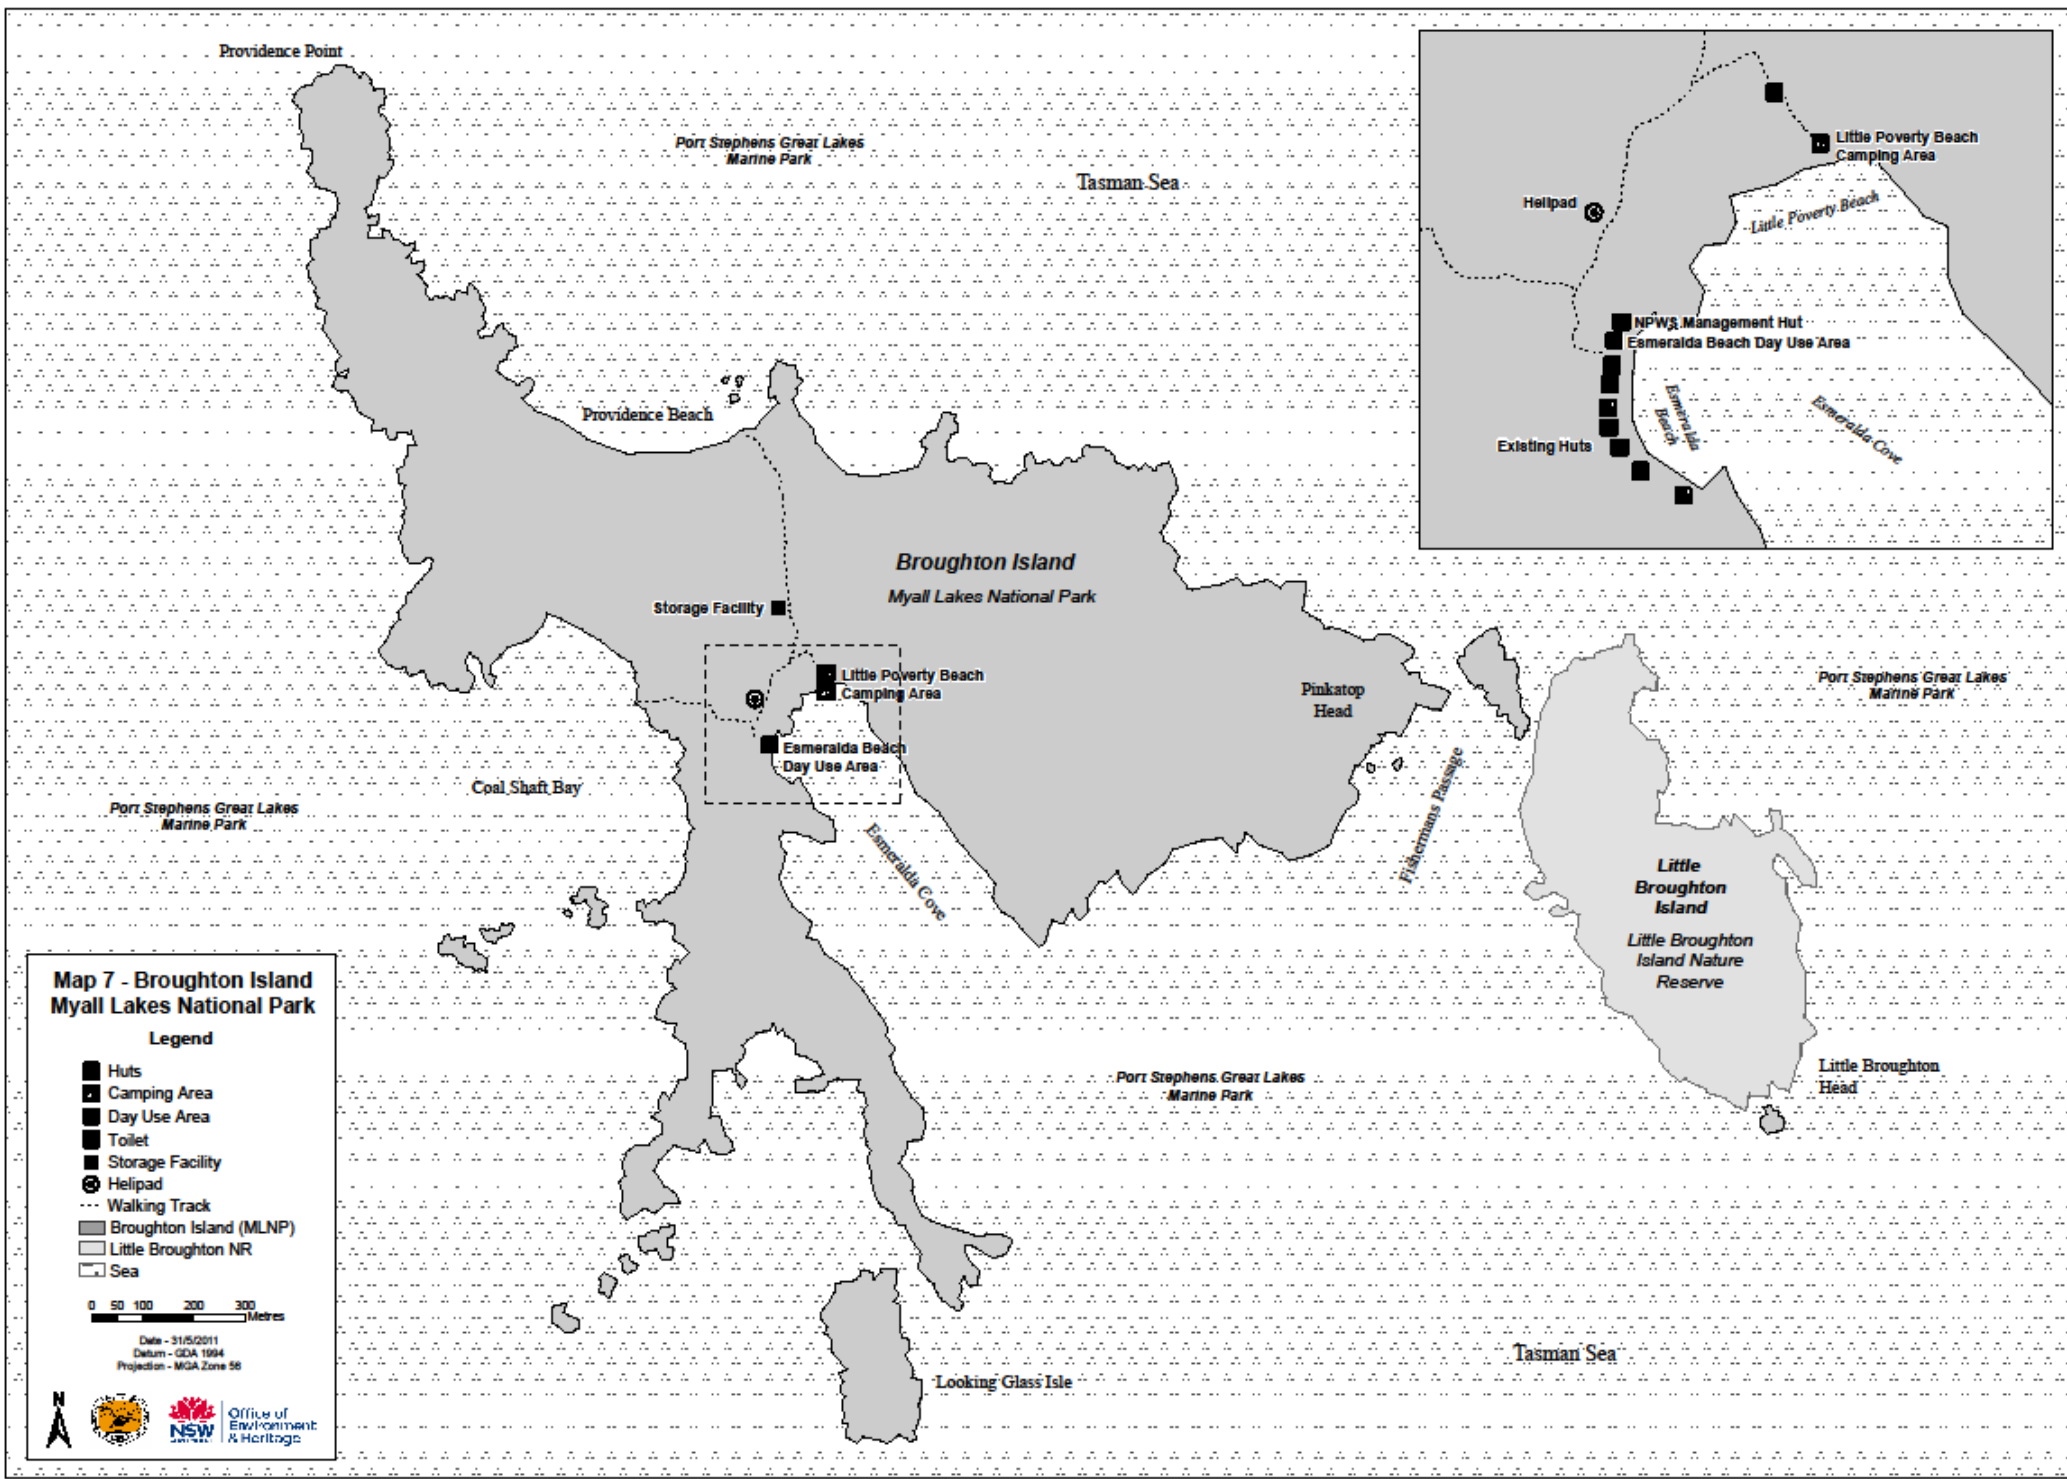 Providence Point
Port Stephens Great Lakes
Marine Park
Tasman Sea
Little Poverty Beach
Camping Area
Helipad
Little Poverty Beach
NPWS Management Hut
Esmeralda Beach Day Use Area
Esmeralda
Beach
Esmeralda Cove
Existing Huts
Providence Beach
Broughton Island
Myall Lakes National Park
Storage Facility
Little Poverty Beach
Camping Area
Esmeralda Beach
Day Use Area
Pinkatop
Head
Port Stephens Great Lakes
Marine Park
Coal Shaft Bay
Port Stephens Great Lakes
Marine Park
Esmeralda Cove
Fishermans Passage
Little
Broughton
Island
Little Broughton
Island Nature
Reserve
Port Stephens Great Lakes
Marine Park
Little Broughton
Head
Tasman Sea
Looking Glass Isle
Map 7 - Broughton Island
Myall Lakes National Park
Legend
Huts
Camping Area
Day Use Area
Toilet
Storage Facility
Helipad
Walking Track
Broughton Island (MLNP)
Little Broughton NR
Sea
0 50 100 200 300
Metres
Date - 31/5/2011
Datum - GDA 1994
Projection - MGA Zone 56
N
NSW
Office of
Environment
& Heritage